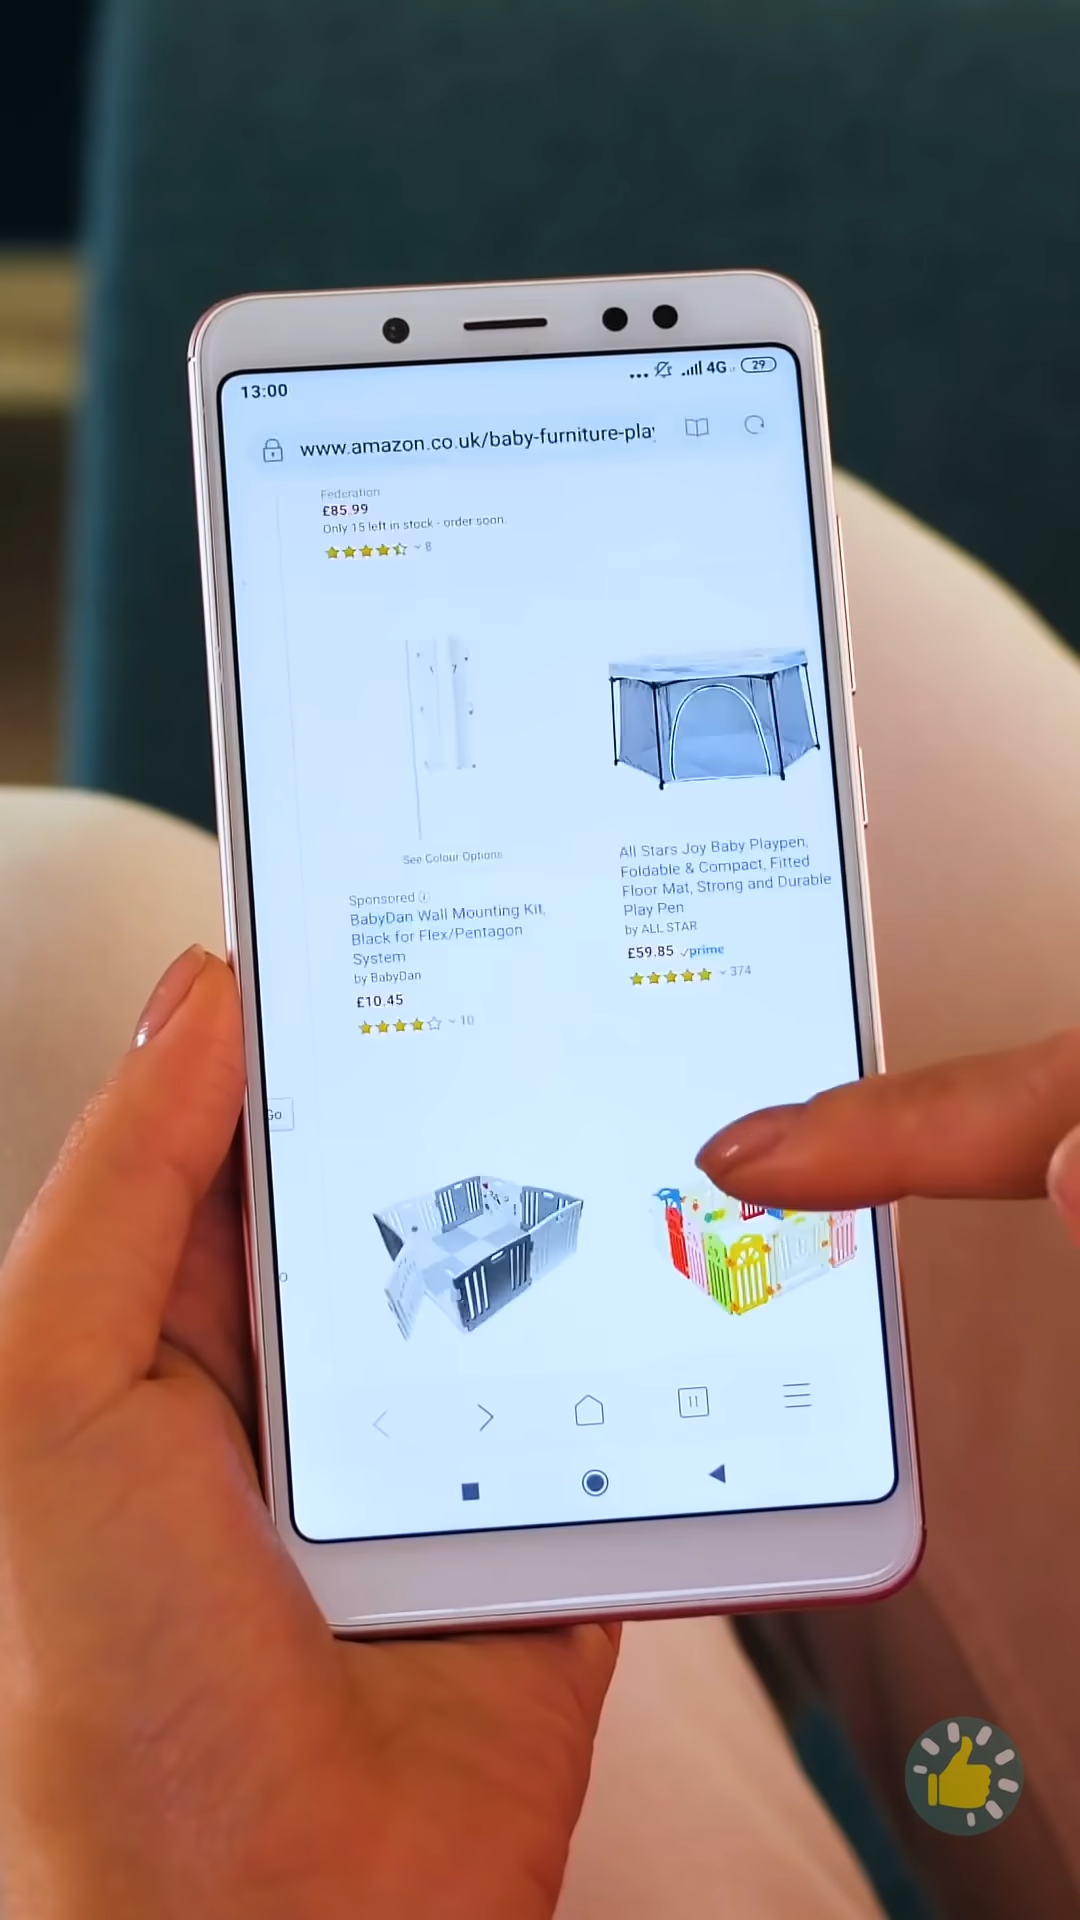 13:00
4G
29
www.amazon.co.uk/baby-furniture-pla
Federation
£85.99
Only 15 left in stock - order soon.
8
See Colour Options
Sponsored
BabyDan Wall Mounting Kit,
Black for Flex/Pentagon
System
by BabyDan
£10.45
10
All Stars Joy Baby Playpen,
Foldable & Compact, Fitted
Floor Mat, Strong and Durable
Play Pen
by ALL STAR
£59.85 prime
374
Go